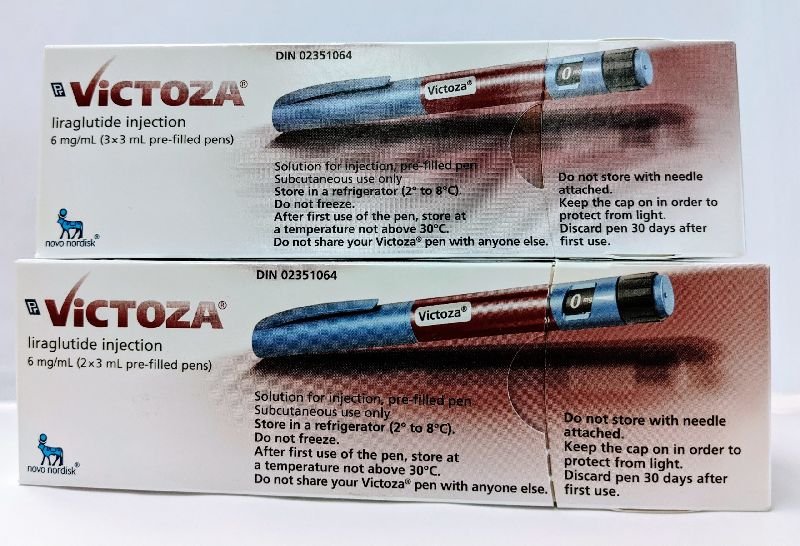 DIN 02351064
Pr VICTOZA®
liraglutide injection
6 mg/mL (3×3 mL pre-filled pens)
Victoza®
0
Solution for injection, pre-filled pen
Subcutaneous use only
Store in a refrigerator (2° to 8°C).
Do not freeze.
After first use of the pen, store at
a temperature not above 30°C.
Do not share your Victoza® pen with anyone else.
Do not store with needle
attached.
Keep the cap on in order to
protect from light.
Discard pen 30 days after
first use.
novo nordisk®
DIN 02351064
Pr VICTOZA®
liraglutide injection
6 mg/mL (2×3 mL pre-filled pens)
Victoza®
0 mg
Solution for injection, pre-filled pen
Subcutaneous use only
Store in a refrigerator (2° to 8°C).
Do not freeze.
After first use of the pen, store at
a temperature not above 30°C.
Do not share your Victoza® pen with anyone else.
Do not store with needle
attached.
Keep the cap on in order to
protect from light.
Discard pen 30 days after
first use.
novo nordisk®